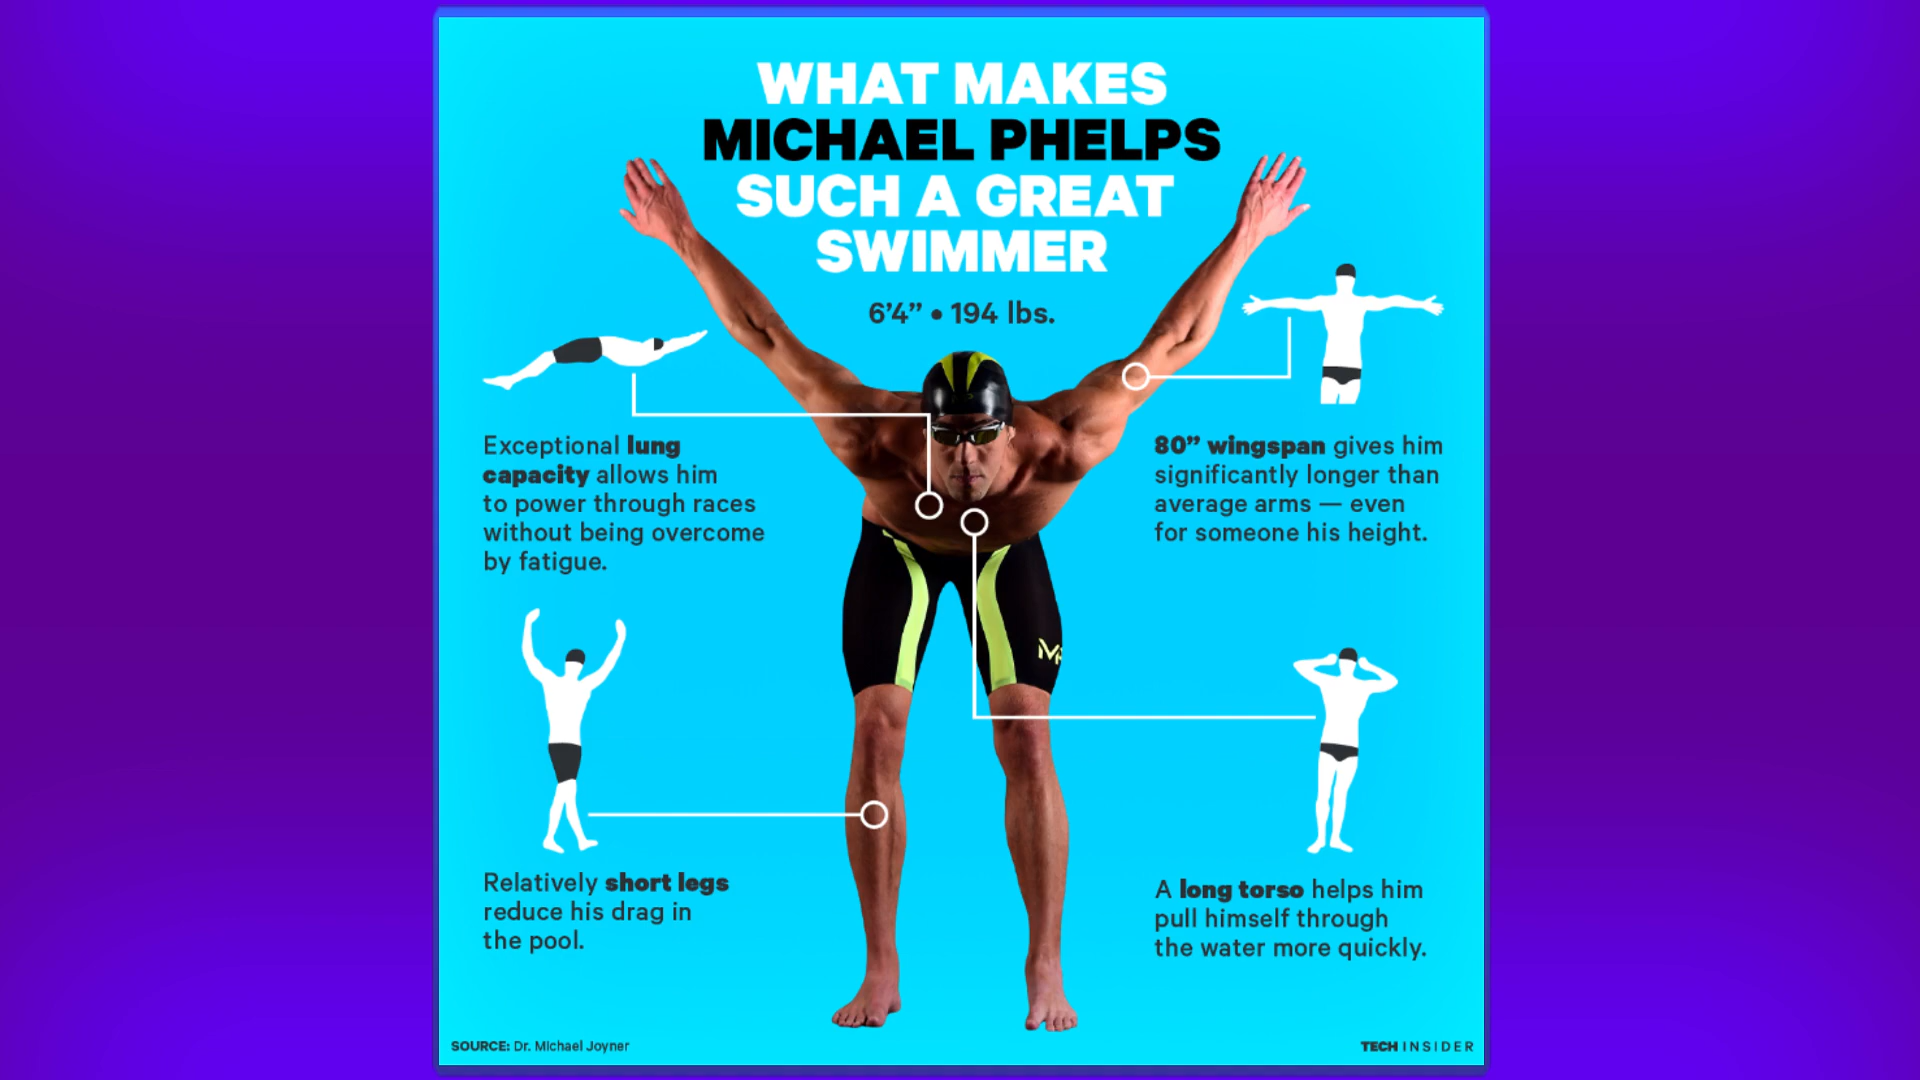 WHAT MAKES
MICHAEL PHELPS
SUCH A GREAT
SWIMMER
6’4” • 194 lbs.
Exceptional lung
capacity allows him
to power through races
without being overcome
by fatigue.
80” wingspan gives him
significantly longer than
average arms — even
for someone his height.
Relatively short legs
reduce his drag in
the pool.
A long torso helps him
pull himself through
the water more quickly.
SOURCE: Dr. Michael Joyner
TECH INSIDER